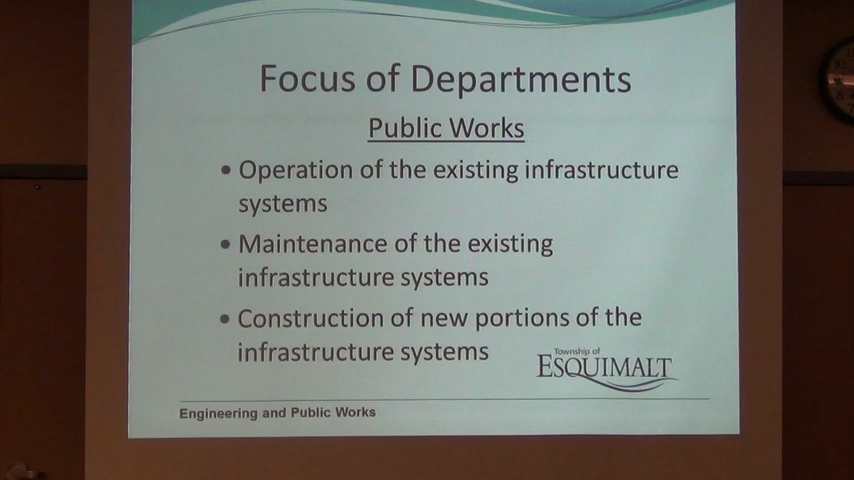 Focus of Departments
Public Works
• Operation of the existing infrastructure
systems
• Maintenance of the existing
infrastructure systems
• Construction of new portions of the
infrastructure systems
Township of
ESQUIMALT
Engineering and Public Works